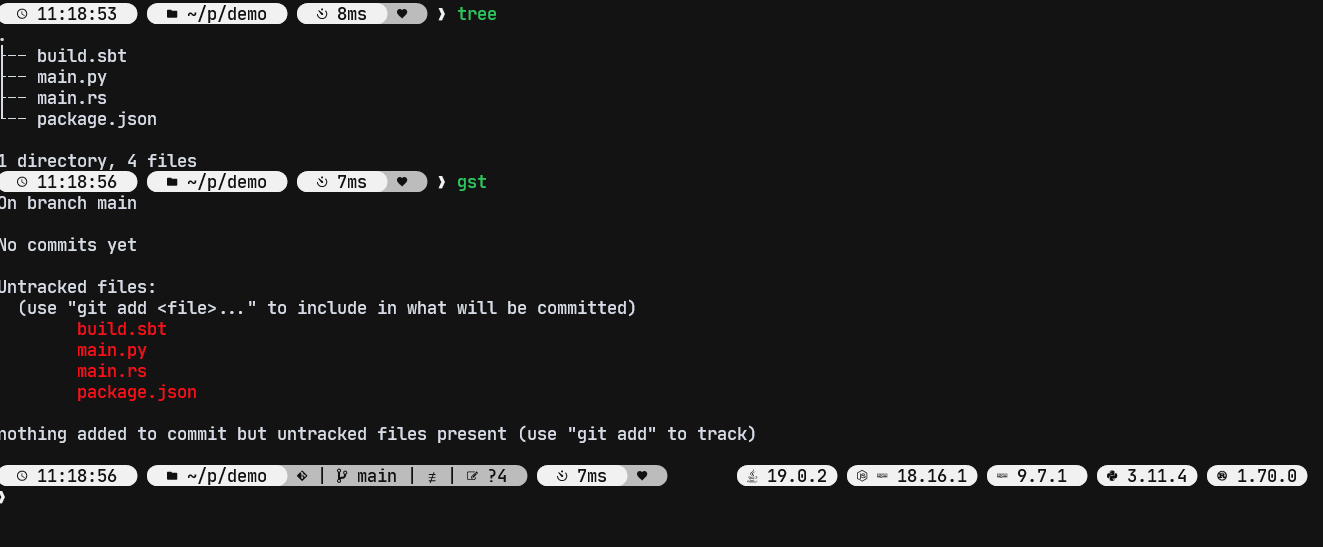 11:18:53 ~/p/demo 8ms ❱ tree
.
├── build.sbt
├── main.py
├── main.rs
└── package.json
1 directory, 4 files
11:18:56 ~/p/demo 7ms ❱ gst
On branch main
No commits yet
Untracked files:
(use "git add <file>..." to include in what will be committed)
build.sbt
main.py
main.rs
package.json
nothing added to commit but untracked files present (use "git add" to track)
11:18:56 ~/p/demo | main | ≢ | ?4 7ms 19.0.2 18.16.1 9.7.1 3.11.4 1.70.0
❱